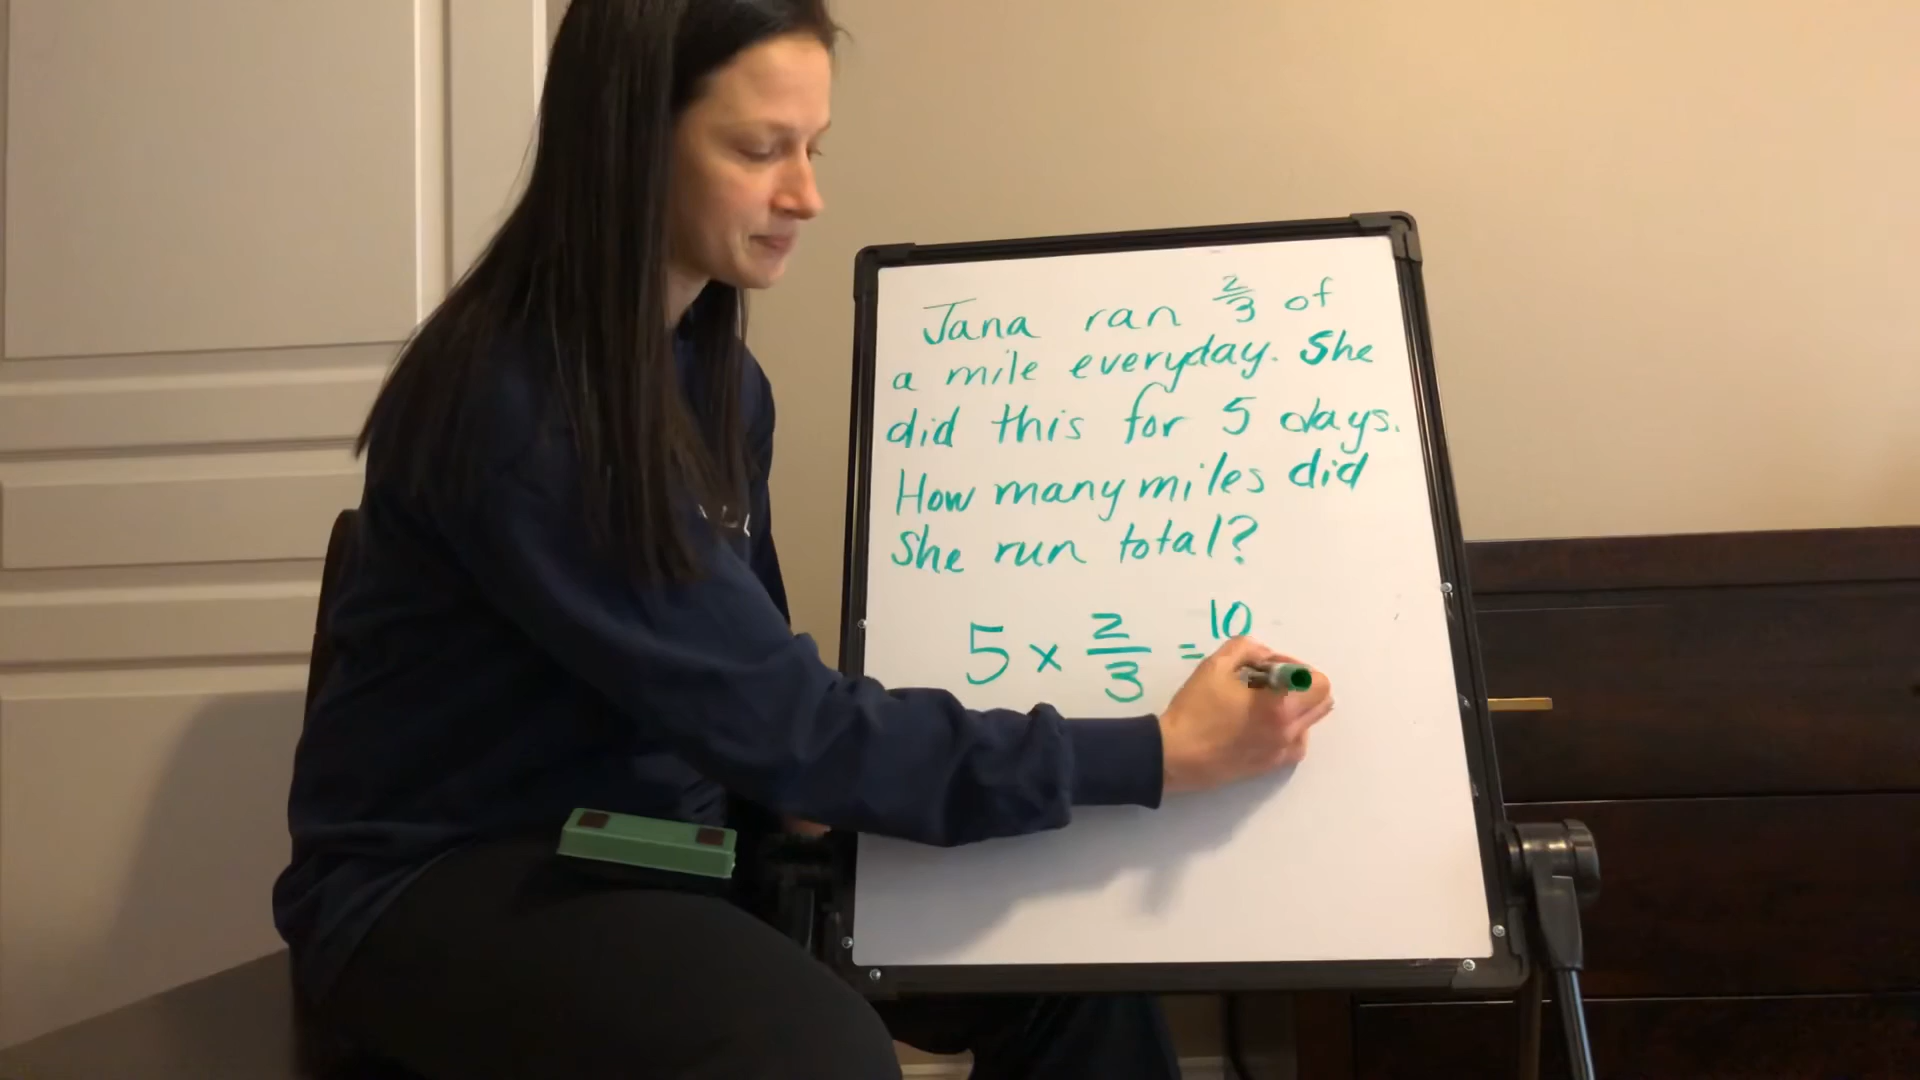 Jana ran 2/3 of
a mile everyday. She
did this for 5 days.
How many miles did
she run total?
5 x 2/3 = 10